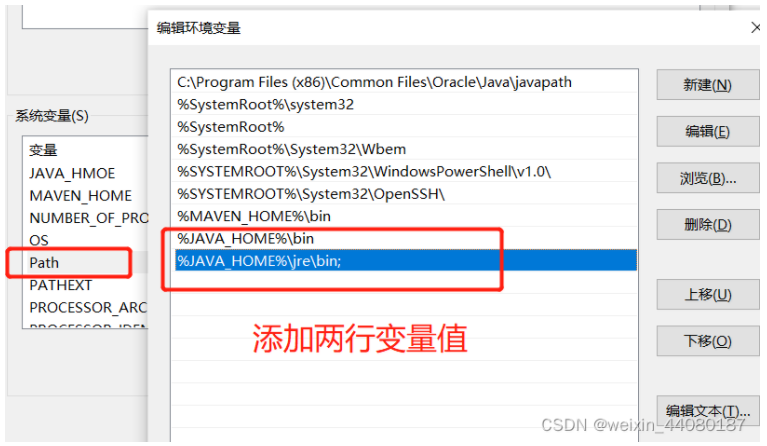 编辑环境变量
C:\Program Files (x86)\Common Files\Oracle\Java\javapath
%SystemRoot%\system32
%SystemRoot%
%SystemRoot%\System32\Wbem
%SYSTEMROOT%\System32\WindowsPowerShell\v1.0\
%SYSTEMROOT%\System32\OpenSSH\
%MAVEN_HOME%\bin
%JAVA_HOME%\bin
%JAVA_HOME%\jre\bin;
新建(N)
编辑(E)
浏览(B)...
删除(D)
上移(U)
下移(O)
编辑文本(T)...
系统变量(S)
变量
JAVA_HMOE
MAVEN_HOME
NUMBER_OF_PRO
OS
Path
PATHEXT
PROCESSOR_ARC
PROCESSOR_IDEN
添加两行变量值
CSDN @weixin_44080187